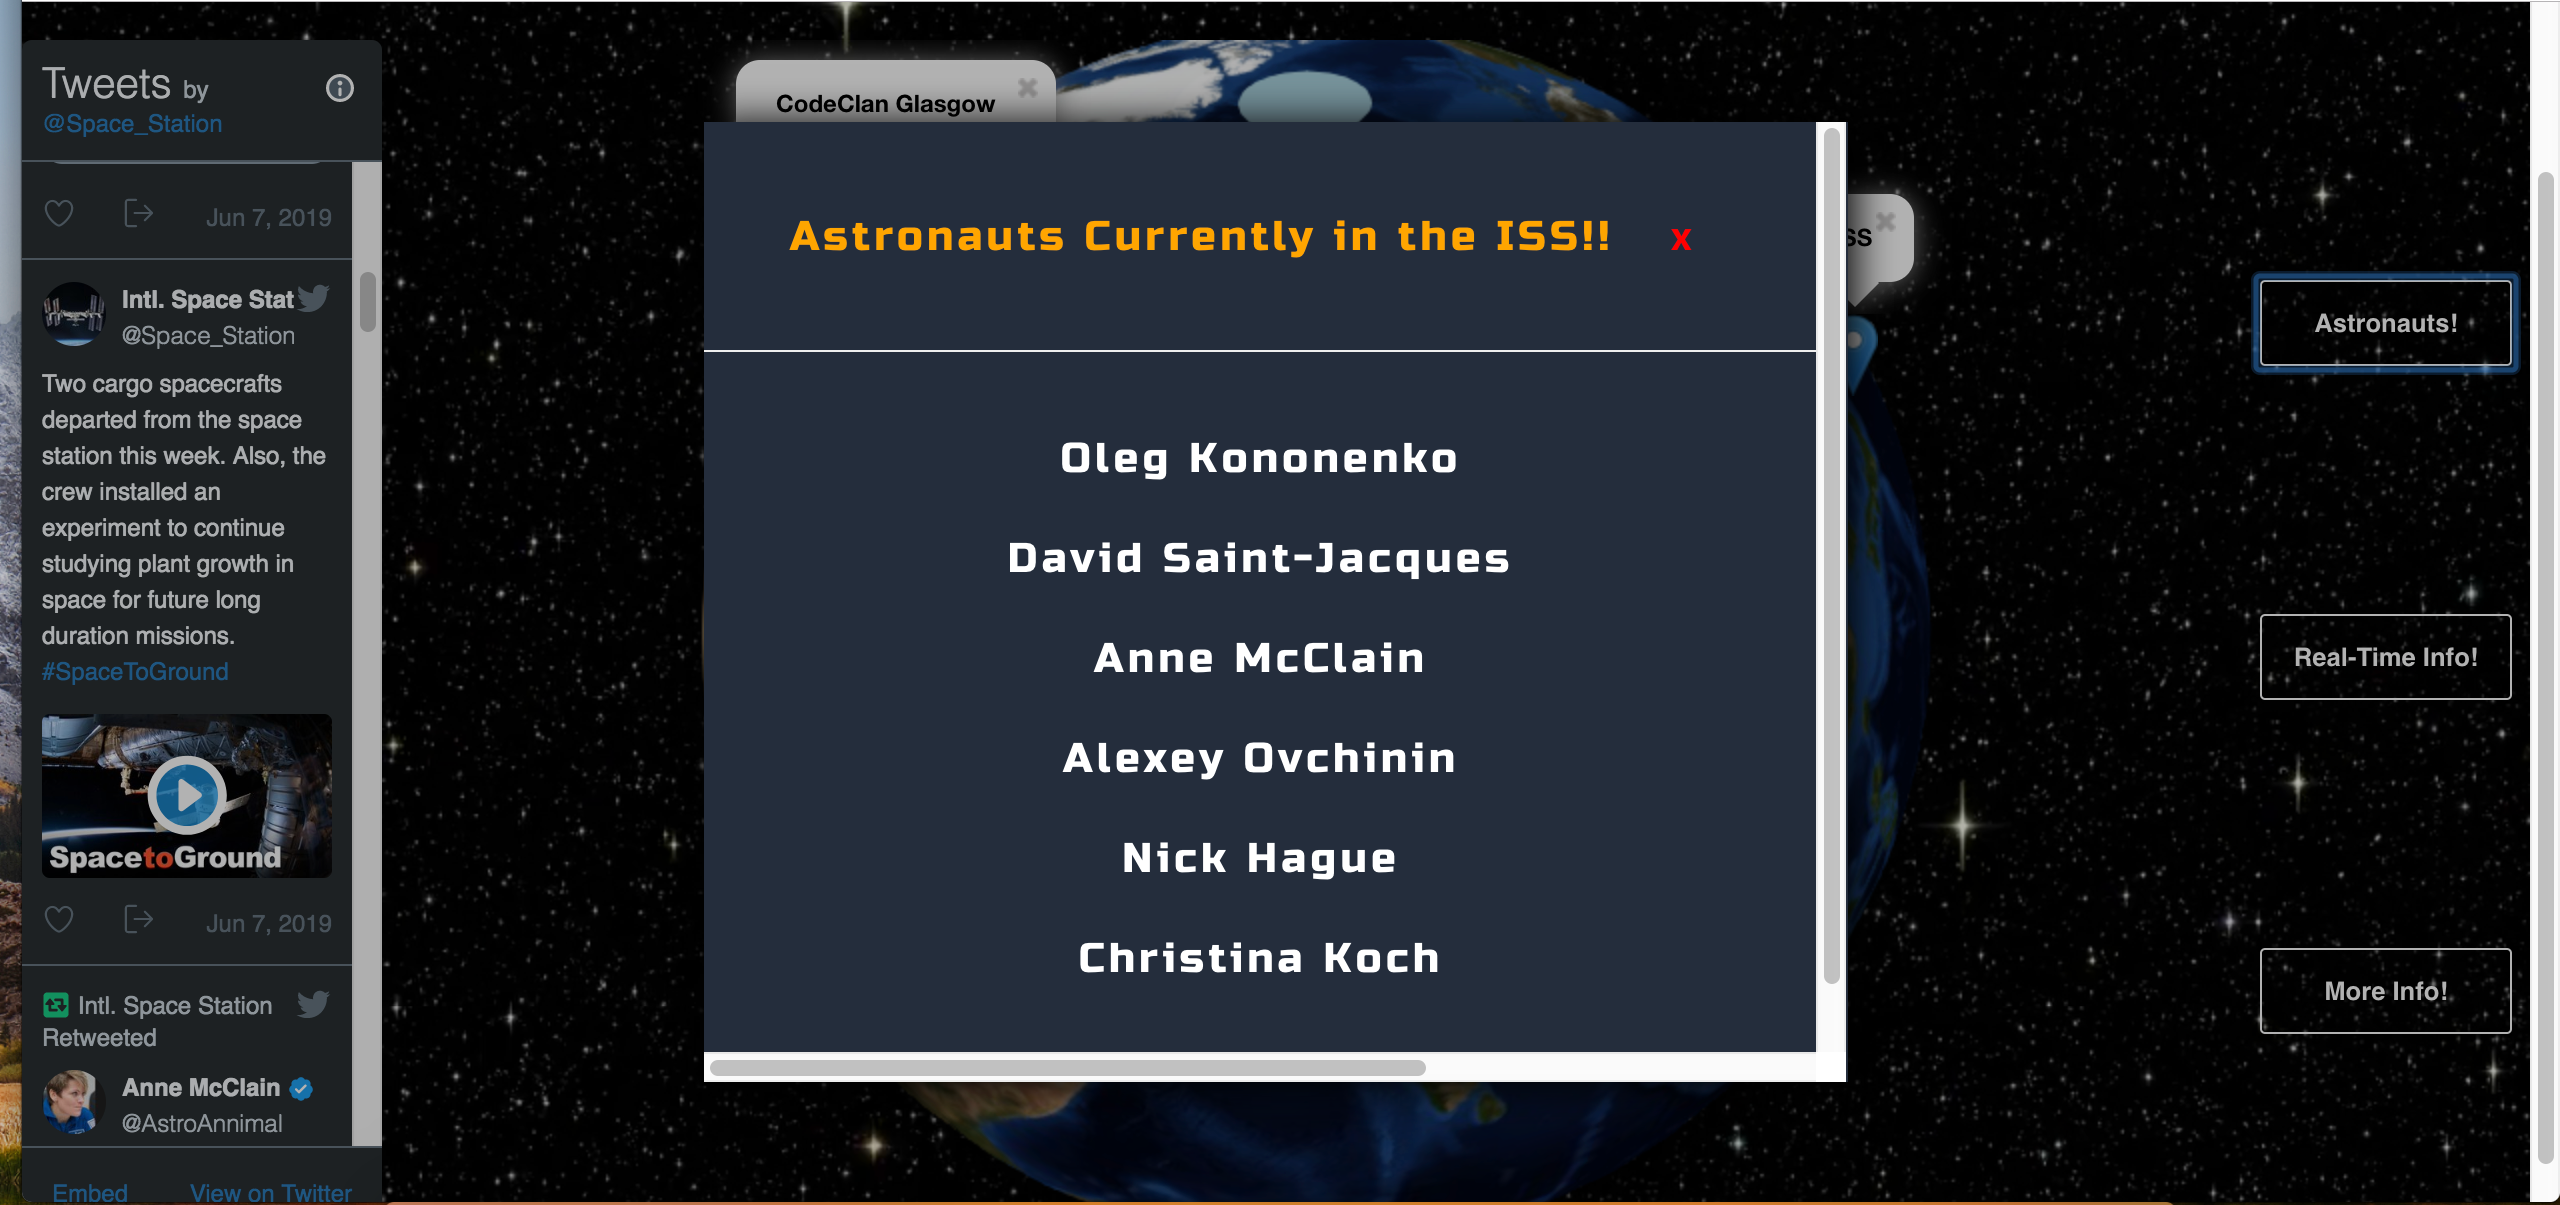 Tweets by
@Space_Station
Jun 7, 2019
Intl. Space Stat
@Space_Station
Two cargo spacecrafts
departed from the space
station this week. Also, the
crew installed an
experiment to continue
studying plant growth in
space for future long
duration missions.
#SpaceToGround
SpacetoGround
Jun 7, 2019
Intl. Space Station
Retweeted
Anne McClain
@AstroAnnimal
Embed
View on Twitter
CodeClan Glasgow
Astronauts Currently in the ISS!!
x
Oleg Kononenko
David Saint-Jacques
Anne McClain
Alexey Ovchinin
Nick Hague
Christina Koch
SS
Astronauts!
Real-Time Info!
More Info!